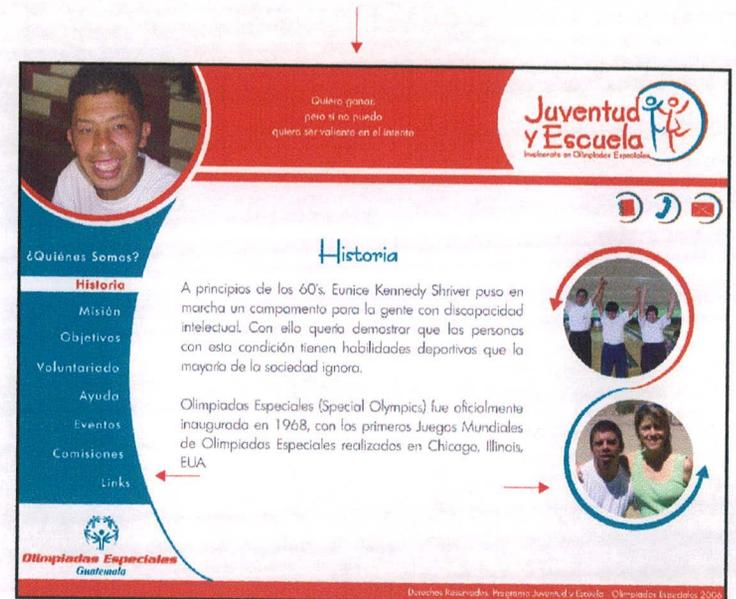 Quiero ganar,
pero si no puedo
quiero ser valiente en el intento
Juventud
y Escuela
Involucrate en Olimpiadas Especiales
¿Quiénes Somos?
Historia
Misión
Objetivos
Voluntariado
Ayuda
Eventos
Comisiones
Links
Olimpiadas Especiales
Guatemala
Historia
A principios de los 60's, Eunice Kennedy Shriver puso en
marcha un campamento para la gente con discapacidad
intelectual. Con ello quería demostrar que las personas
con esta condición tienen habilidades deportivas que la
mayoría de la sociedad ignora.
Olimpiadas Especiales (Special Olympics) fue oficialmente
inaugurada en 1968, con los primeros Juegos Mundiales
de Olimpiadas Especiales realizados en Chicago, Illinois,
EUA
Derechos Reservados. Programa Juventud y Escuela Olimpiadas Especiales 2006